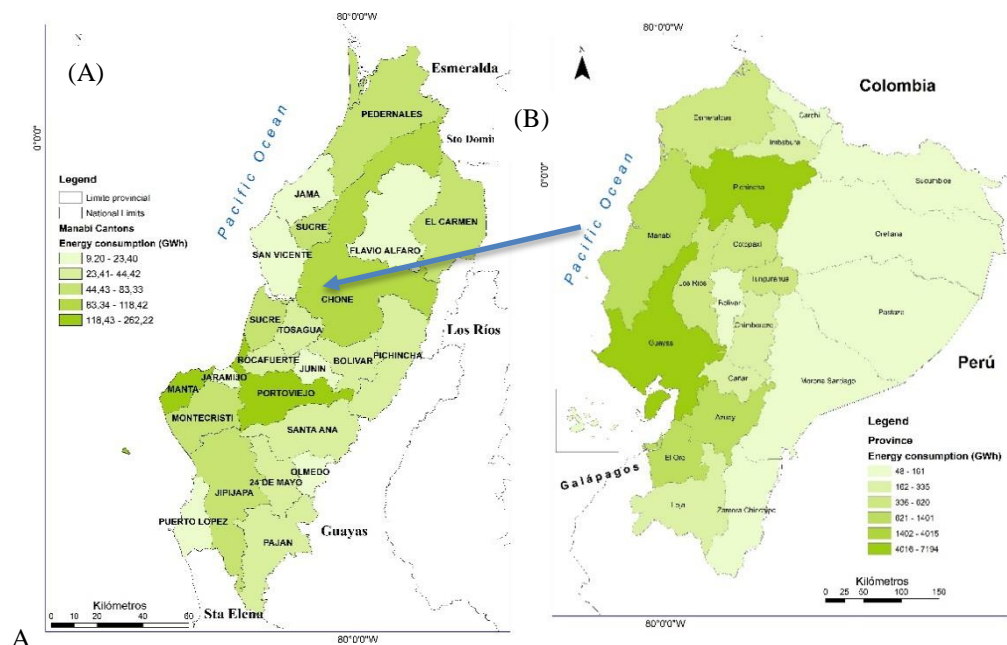 80°0'0"W
(A)
Esmeralda
PEDERNALES
Sto Domin
0°0'0"
Pacific Ocean
Legend
Limite provincial
National Limits
Manabi Cantons
Energy consumption (GWh)
9.20 - 23,40
23,41- 44,42
44,43 - 83,33
63,34 - 118,42
118,43 - 262,22
JAMA
SUCRE
EL CARMEN
FLAVIO ALFARO
SAN VICENTE
CHONE
SUCRE
TOSAGUA
Los Ríos
ROCAFUERTE
BOLIVAR
PICHINCHA
JUNIN
JARAMIJO
MANTA
PORTOVIEJO
MONTECRISTI
SANTA ANA
OLMEDO
24 DE MAYO
JIPIJAPA
PUERTO LOPEZ
Guayas
PAJAN
Kilómetros
0 10 20 40 60
Sta Elena
80°0'0"W
A
80°0'0"W
(B)
N
Colombia
Esmeraldas
Carchi
Imbabura
0°0'0"
Pichincha
Sucumbios
Pacific Ocean
Manabi
Orellana
Cotopaxi
Los Rios
Tungurahua
Bolivar
Pastaza
Chimborazo
Guayas
Perú
Cañar
Morona Santiago
Azuay
El Oro
Galápagos
Loja
Zamora Chinchipe
Legend
Province
Energy consumption (GWh)
48 - 161
162 - 335
336 - 620
621 - 1401
1402 - 4015
4016 - 7194
Kilómetros
0 25 50 100 150
80°0'0"W